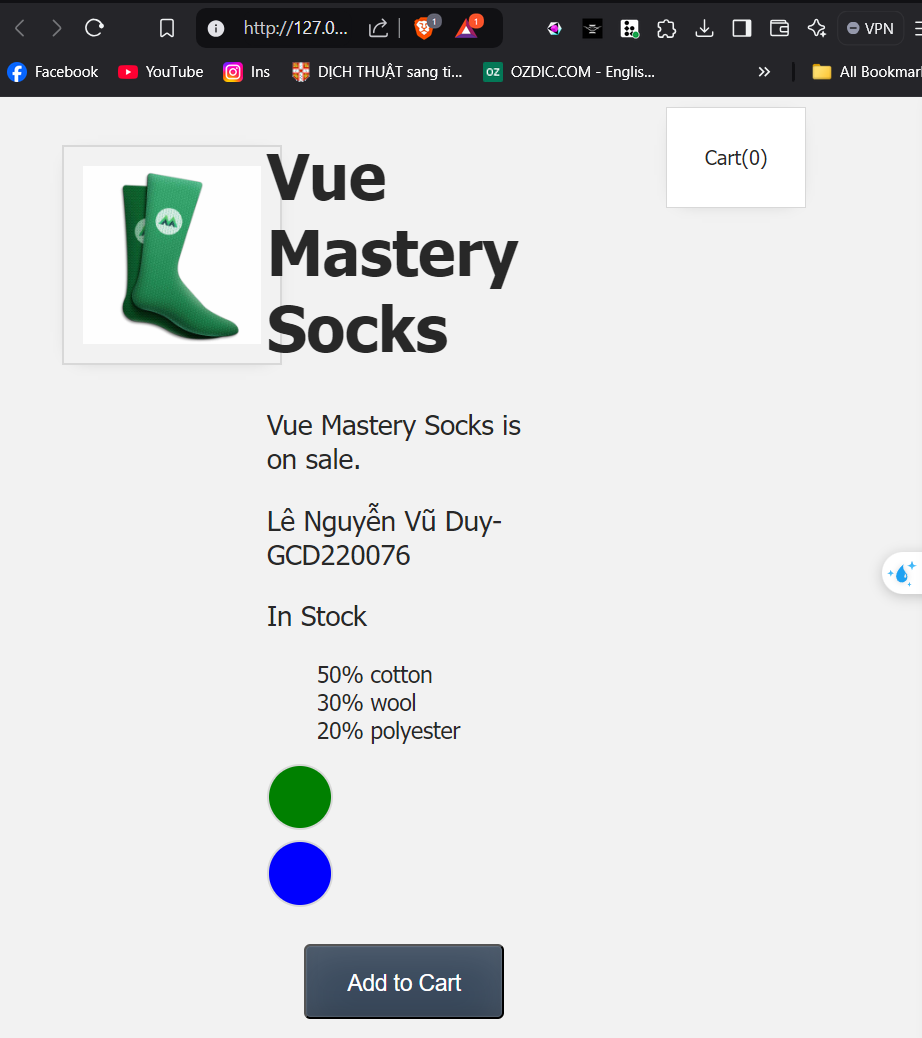 http://127.0...
1
1
VPN
Facebook
YouTube
Ins
DỊCH THUẬT sang ti...
OZ
OZDIC.COM - Englis...
»
All Bookmar
Cart(0)
Vue
Mastery
Socks
Vue Mastery Socks is
on sale.
Lê Nguyễn Vũ Duy-
GCD220076
In Stock
50% cotton
30% wool
20% polyester
Add to Cart